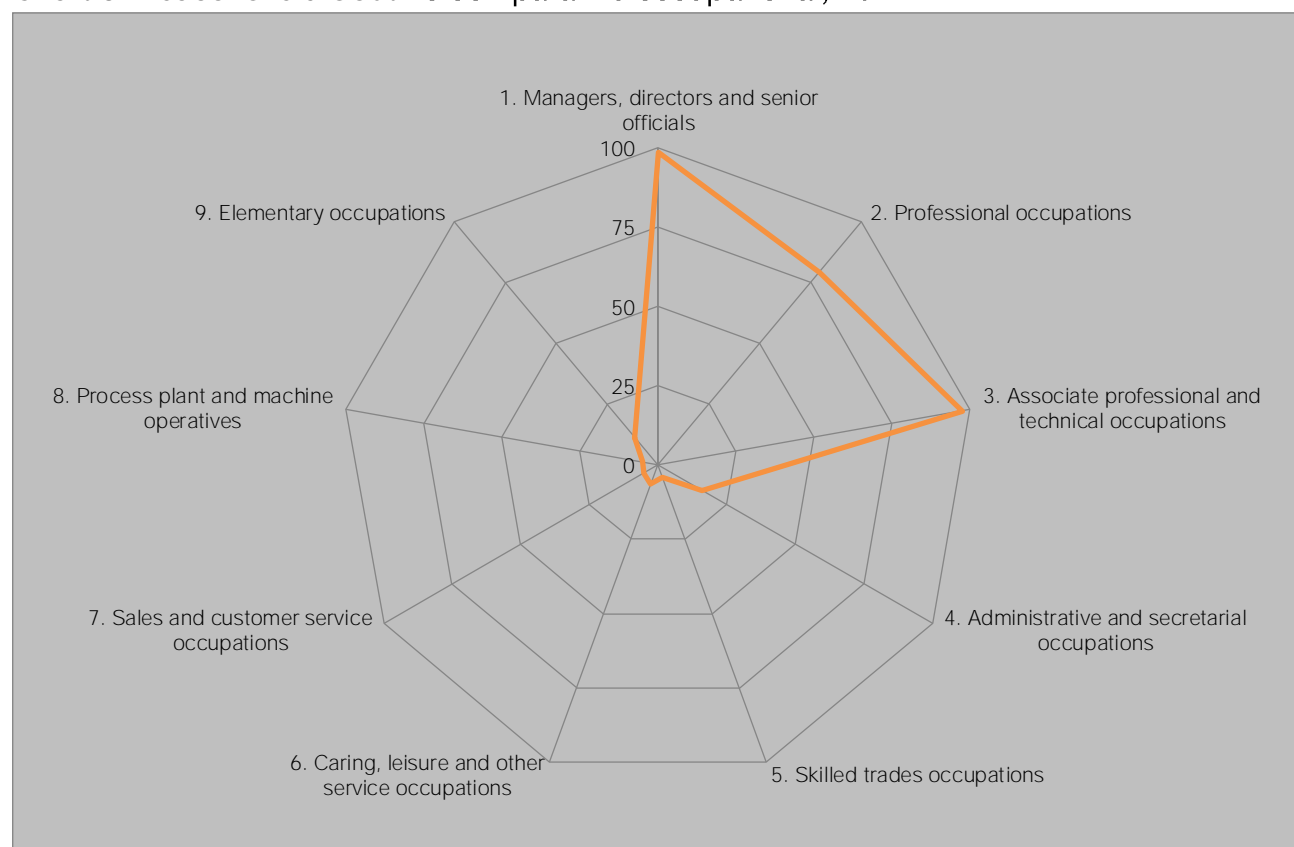 1. Managers, directors and senior
officials
100
75
50
25
0
2. Professional occupations
3. Associate professional and
technical occupations
4. Administrative and secretarial
occupations
5. Skilled trades occupations
6. Caring, leisure and other
service occupations
7. Sales and customer service
occupations
8. Process plant and machine
operatives
9. Elementary occupations